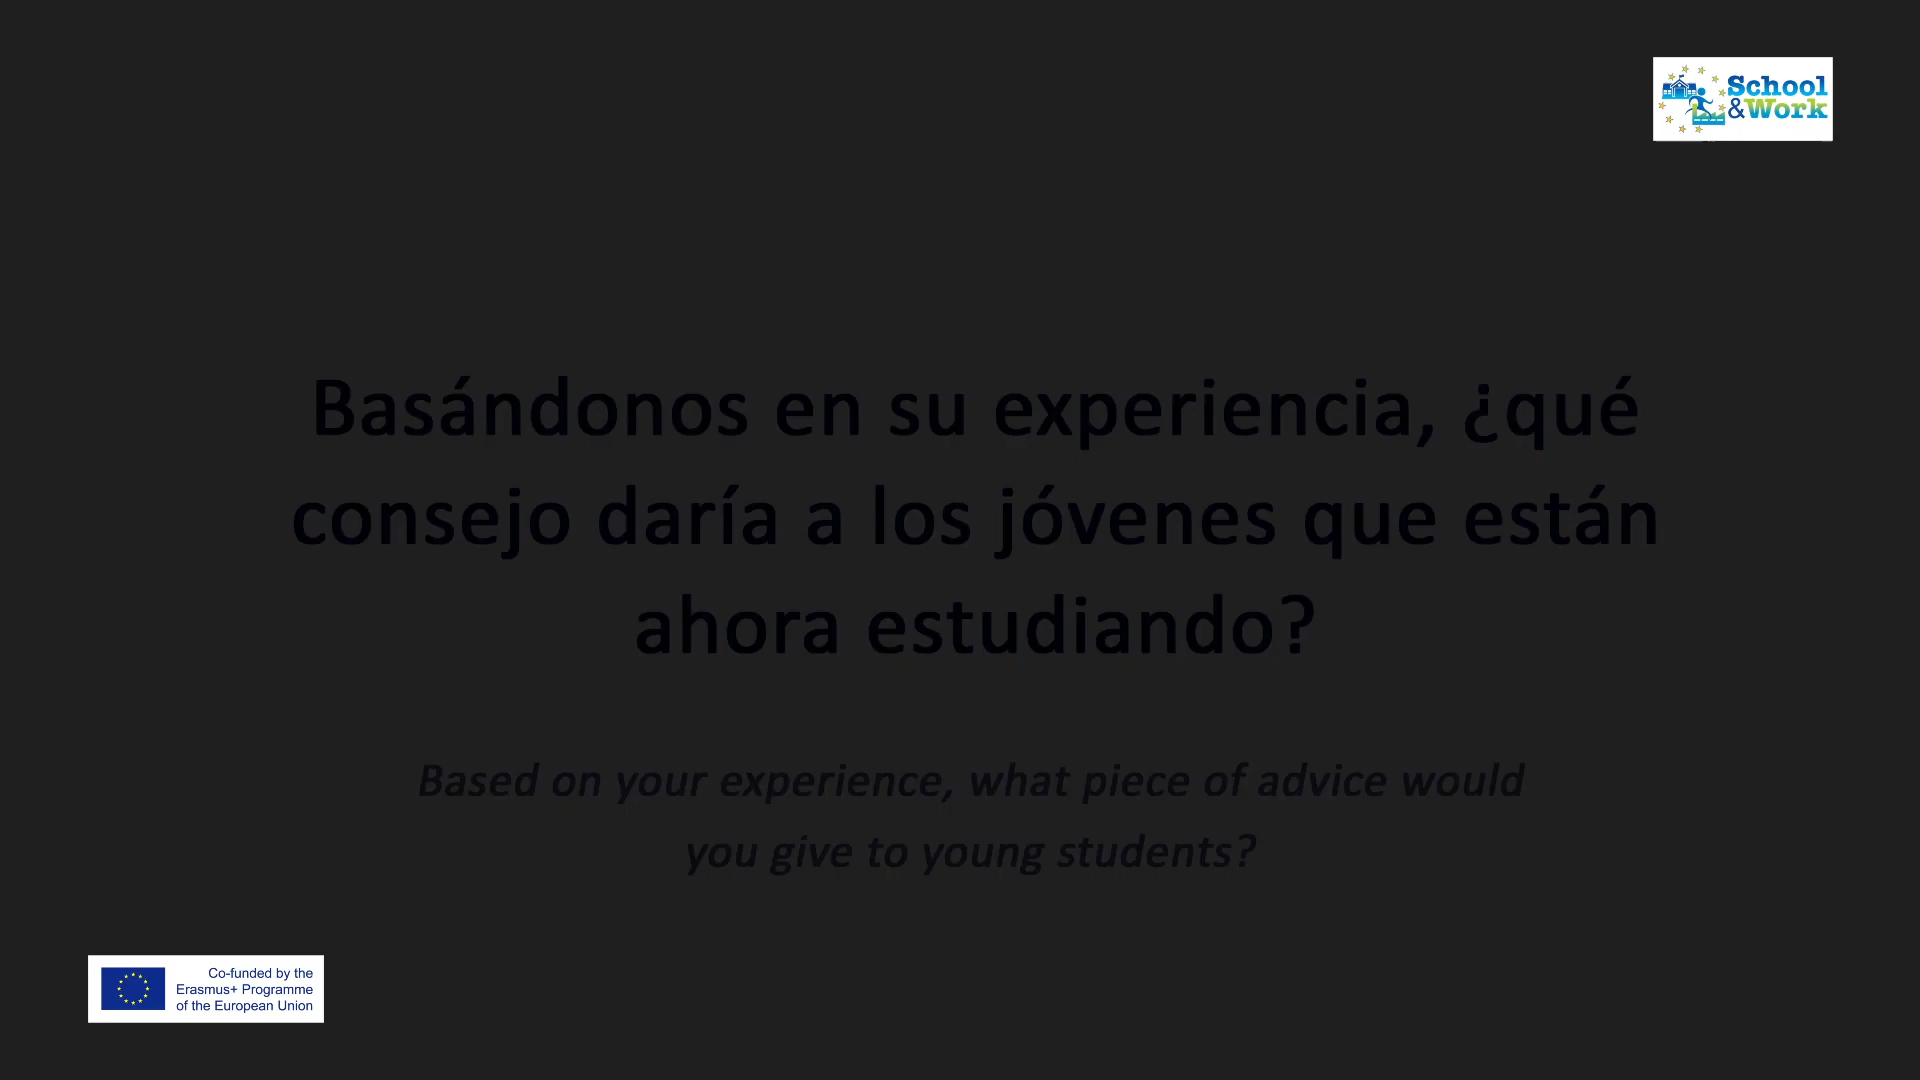 School
&Work
Basándonos en su experiencia, ¿qué
consejo daría a los jóvenes que están
ahora estudiando?
Based on your experience, what piece of advice would
you give to young students?
Co-funded by the
Erasmus+ Programme
of the European Union